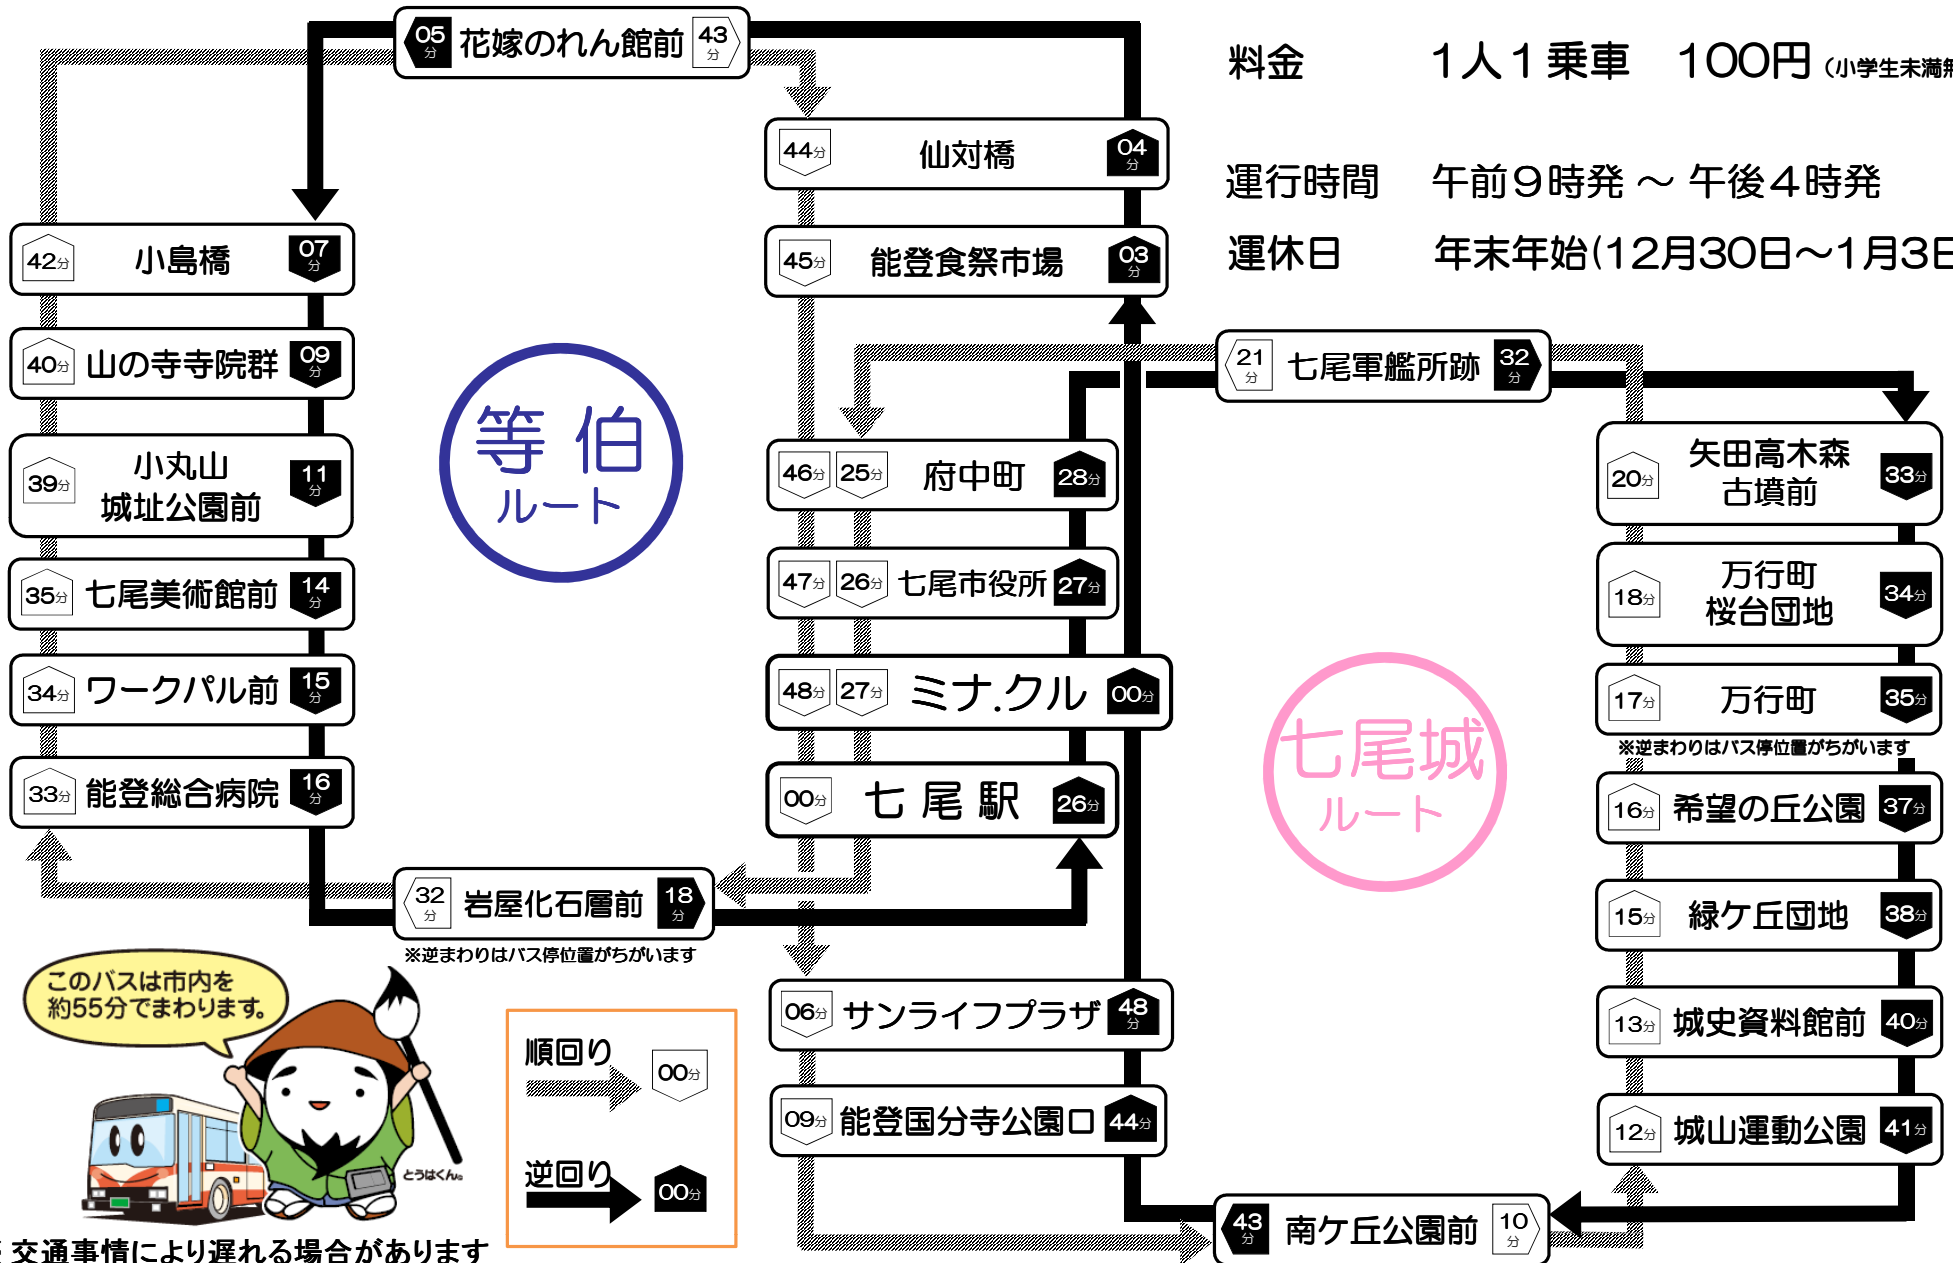 05分 花嫁のれん館前 43分
料金 1人1乗車 100円(小学生未満
44分 仙対橋 04分
運行時間 午前9時発 ～ 午後4時発
42分 小島橋 07分
45分 能登食祭市場 03分
運休日 年末年始(12月30日～1月3日
40分 山の寺寺院群 09分
21分 七尾軍艦所跡 32分
等伯
ルート
39分 小丸山 11分
城址公園前
46分 25分 府中町 28分
20分 矢田高木森 33分
古墳前
35分 七尾美術館前 14分
47分 26分 七尾市役所 27分
18分 万行町 34分
桜台団地
34分 ワークパル前 15分
48分 27分 ミナ.クル 00分
17分 万行町 35分
※逆まわりはバス停位置がちがいます
七尾城
ルート
33分 能登総合病院 16分
00分 七尾駅 26分
16分 希望の丘公園 37分
32分 岩屋化石層前 18分
※逆まわりはバス停位置がちがいます
15分 緑ケ丘団地 38分
このバスは市内を
約55分でまわります。
06分 サンライフプラザ 48分
13分 城史資料館前 40分
順回り 00分
09分 能登国分寺公園口 44分
12分 城山運動公園 41分
逆回り 00分
とうはくん
43分 南ケ丘公園前 10分
交通事情により遅れる場合があります